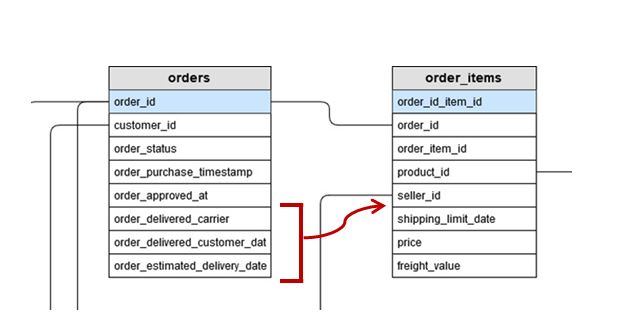 orders
order_id
customer_id
order_status
order_purchase_timestamp
order_approved_at
order_delivered_carrier
order_delivered_customer_dat
order_estimated_delivery_date
order_items
order_id_item_id
order_id
order_item_id
product_id
seller_id
shipping_limit_date
price
freight_value